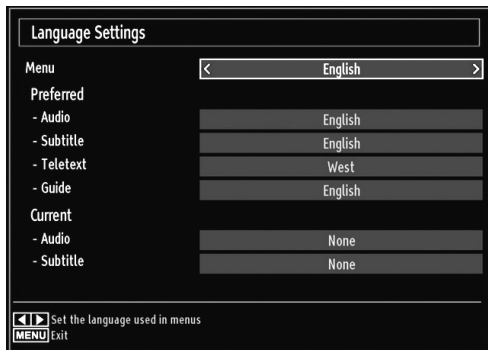 Language Settings
Menu < English >
Preferred
- Audio English
- Subtitle English
- Teletext West
- Guide English
Current
- Audio None
- Subtitle None
◀ ▶ Set the language used in menus
MENU Exit